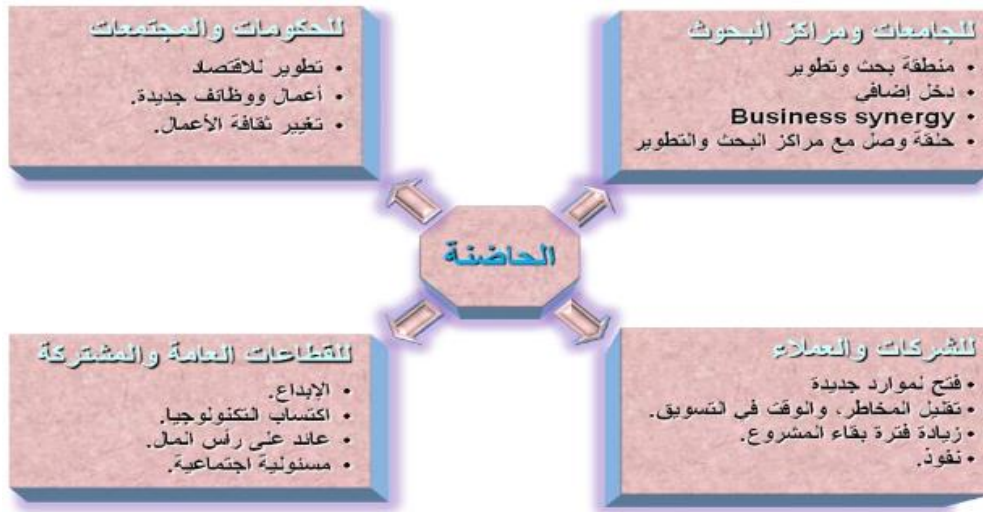 للجامعات ومراكز البحوث
• منطقة بحث وتطوير
• دخل إضافى
• Business synergy
• حلقة وصل مع مراكز البحث والتطوير
للحكومات والمجتمعات
• تطوير للاقتصاد
• أعمال ووظائف جديدة.
• تغيير ثقافة الأعمال.
الحاضنة
للشركات والعملاء
• فتح لموارد جديدة
• تقليل المخاطر، والوقت في التسويق.
• زيادة فترة بقاء المشروع.
• نفوذ.
للقطاعات العامة والمشتركة
• الإبداع.
• اكتساب التكنولوجيا.
• عائد على رأس المال.
• مسئولية اجتماعية.